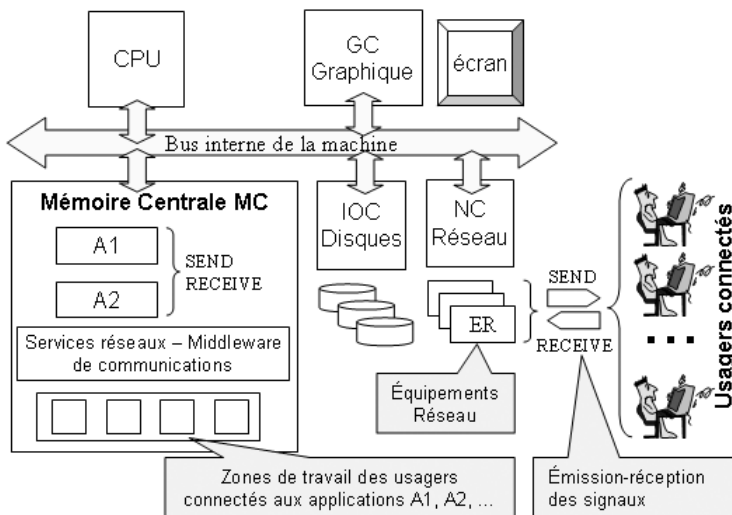 CPU
GC
Graphique
écran
Bus interne de la machine
Mémoire Centrale MC
A1
A2
SEND
RECEIVE
Services réseaux – Middleware
de communications
IOC
Disques
NC
Réseau
ER
SEND
RECEIVE
Usagers connectés
Équipements
Réseau
Zones de travail des usagers
connectés aux applications A1, A2, ...
Émission-réception
des signaux